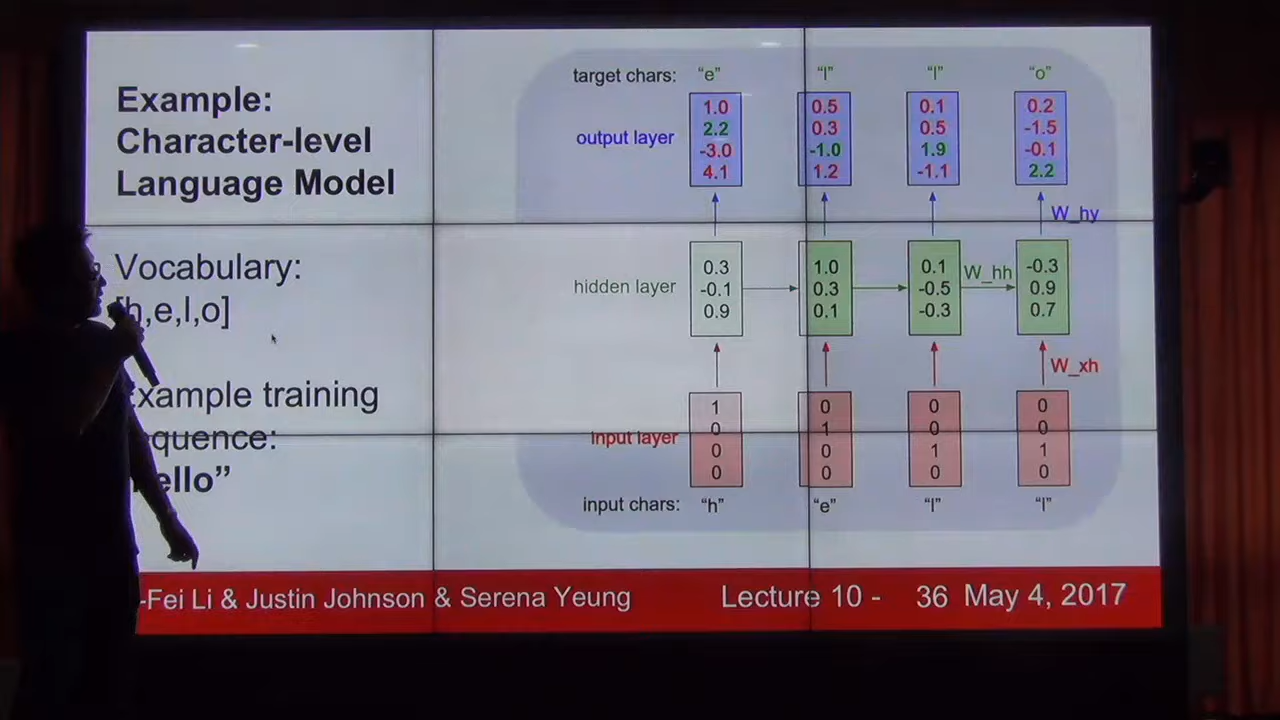 Example:
Character-level
Language Model
Vocabulary:
,e,l,o]
xample training
quence:
ello”
target chars: “e” “l” “l” “o”
output layer
1.0 0.5 0.1 0.2
2.2 0.3 0.5 -1.5
-3.0 -1.0 1.9 -0.1
4.1 1.2 -1.1 2.2
W_hy
hidden layer
0.3 1.0 0.1 -0.3
-0.1 0.3 -0.5 0.9
0.9 0.1 -0.3 0.7
W_hh
W_xh
input layer
1 0 0 0
0 1 0 0
0 0 1 1
0 0 0 0
input chars: “h” “e” “l” “l”
-Fei Li & Justin Johnson & Serena Yeung
Lecture 10 - 36 May 4, 2017